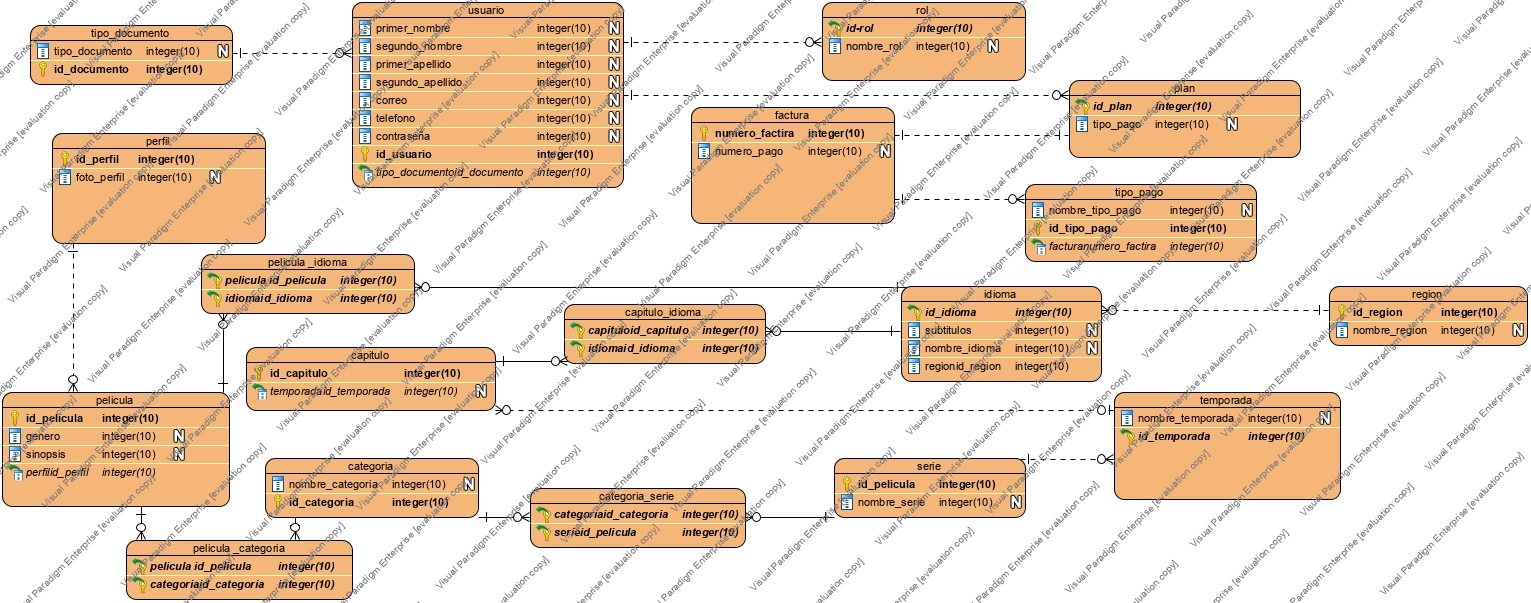 tipo_documento
tipo_documento integer(10) N
id_documento integer(10)
usuario
primer_nombre integer(10) N
segundo_nombre integer(10) N
primer_apellido integer(10) N
segundo_apellido integer(10) N
correo integer(10) N
telefono integer(10) N
contraseña integer(10) N
id_usuario integer(10)
tipo_documentoid_documento integer(10)
rol
id-rol integer(10)
nombre_rol integer(10) N
plan
id_plan integer(10)
tipo_pago integer(10) N
factura
numero_factira integer(10)
numero_pago integer(10) N
perfil
id_perfil integer(10)
foto_perfil integer(10) N
tipo_pago
nombre_tipo_pago integer(10) N
id_tipo_pago integer(10)
facturanumero_factira integer(10)
pelicula _idioma
pelicula id_pelicula integer(10)
idiomaid_idioma integer(10)
capitulo_idioma
capituloid_capitulo integer(10)
idiomaid_idioma integer(10)
idioma
id_idioma integer(10)
subtitulos integer(10) N
nombre_idioma integer(10) N
regionid_region integer(10)
region
id_region integer(10)
nombre_region integer(10) N
capitulo
id_capitulo integer(10)
temporadaid_temporada integer(10) N
pelicula
id_pelicula integer(10)
genero integer(10) N
sinopsis integer(10) N
perfilid_perfil integer(10)
temporada
nombre_temporada integer(10) N
id_temporada integer(10)
categoria
nombre_categoria integer(10) N
id_categoria integer(10)
categoria_serie
categoriaid_categoria integer(10)
serieid_pelicula integer(10)
serie
id_pelicula integer(10)
nombre_serie integer(10) N
pelicula _categoria
pelicula id_pelicula integer(10)
categoriaid_categoria integer(10)
Visual Paradigm Enterprise [evaluation copy]